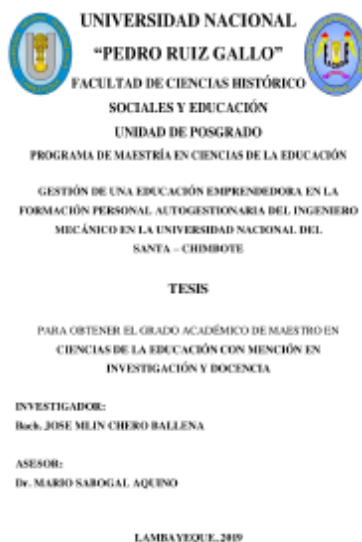 UNIVERSIDAD NACIONAL
“PEDRO RUIZ GALLO”
FACULTAD DE CIENCIAS HISTÓRICO
SOCIALES Y EDUCACIÓN
UNIDAD DE POSGRADO
PROGRAMA DE MAESTRÍA EN CIENCIAS DE LA EDUCACIÓN
GESTIÓN DE UNA EDUCACIÓN EMPRENDEDORA EN LA
FORMACIÓN PERSONAL AUTOGESTIONARIA DEL INGENIERO
MECÁNICO EN LA UNIVERSIDAD NACIONAL DEL
SANTA – CHIMBOTE
TESIS
PARA OBTENER EL GRADO ACADÉMICO DE MAESTRO EN
CIENCIAS DE LA EDUCACIÓN CON MENCIÓN EN
INVESTIGACIÓN Y DOCENCIA
INVESTIGADOR:
Bach. JOSE MLIN CHERO BALLENA
ASESOR:
Dr. MARIO SABOGAL AQUINO
LAMBAYEQUE, 2019